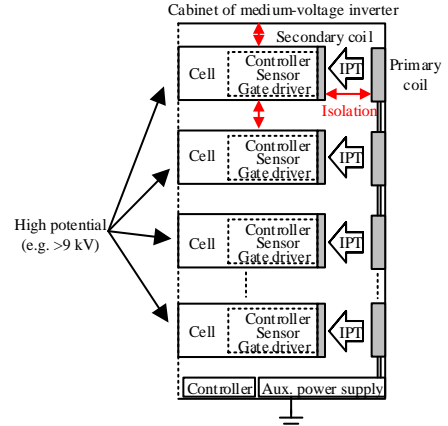 Cabinet of medium-voltage inverter
Secondary coil
Cell
Controller
Sensor
Gate driver
IPT
Primary
coil
Isolation
Cell
Controller
Sensor
Gate driver
IPT
High potential
(e.g. >9 kV)
Cell
Controller
Sensor
Gate driver
IPT
Cell
Controller
Sensor
Gate driver
IPT
Controller
Aux. power supply